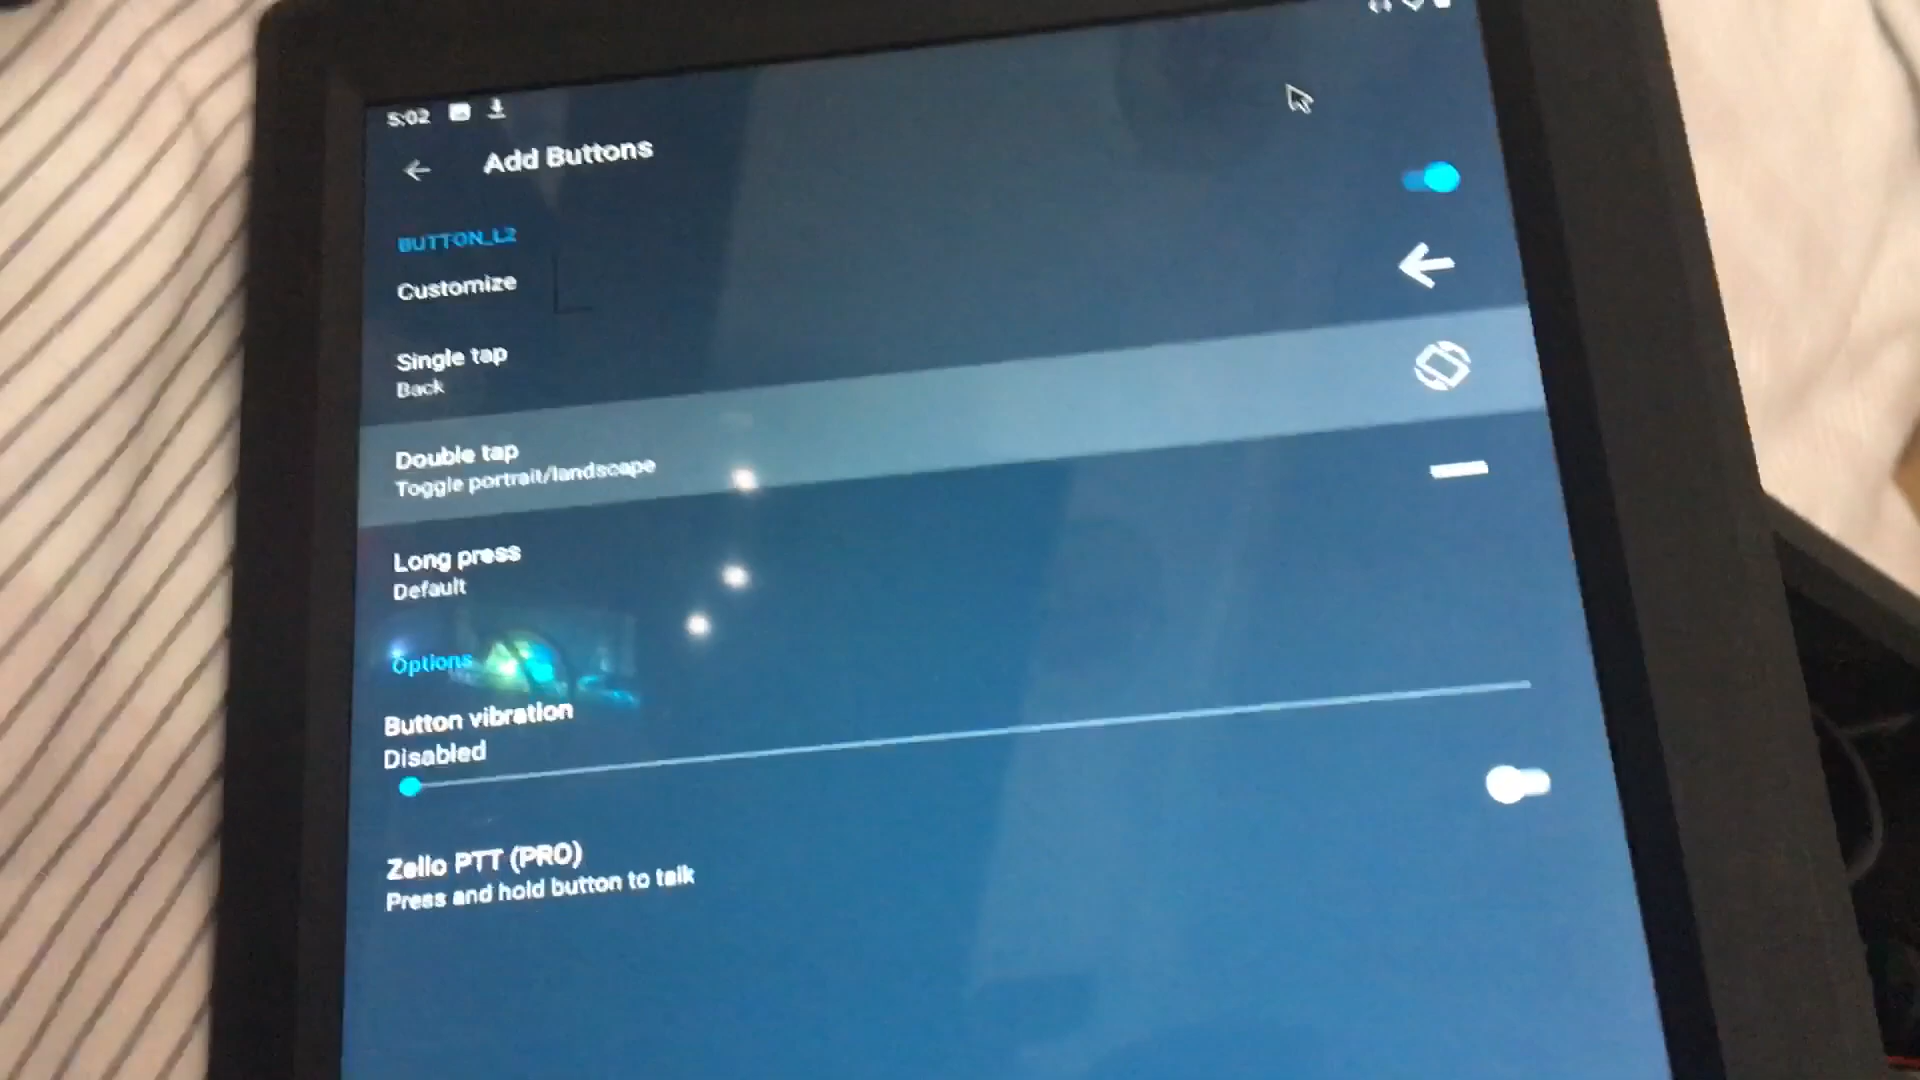 5:02
Add Buttons
BUTTON_L2
Customize
Single tap
Back
Double tap
Toggle portrait/landscape
Long press
Default
Options
Button vibration
Disabled
Zello PTT (PRO)
Press and hold button to talk